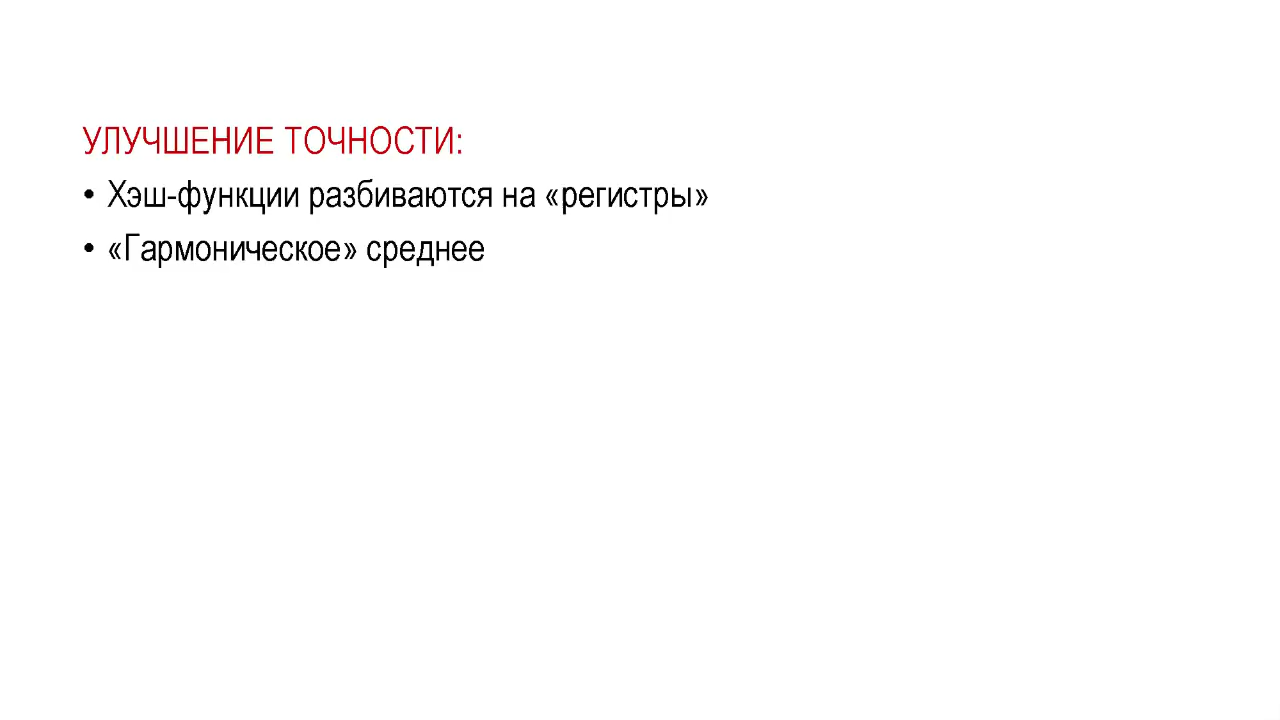 УЛУЧШЕНИЕ ТОЧНОСТИ:
• Хэш-функции разбиваются на «регистры»
• «Гармоническое» среднее